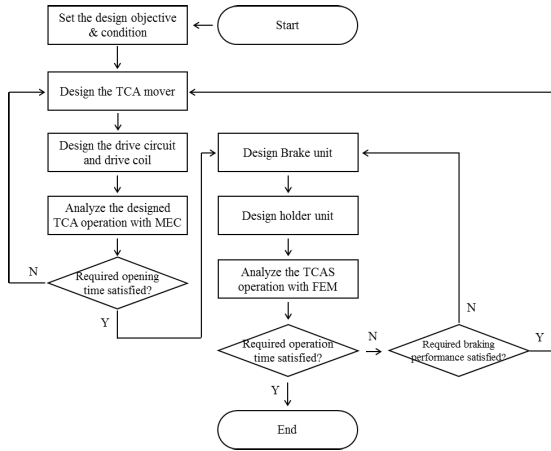 Set the design objective
& condition
Start
Design the TCA mover
Design the drive circuit
and drive coil
Design Brake unit
Analyze the designed
TCA operation with MEC
Design holder unit
N
Required opening
time satisfied?
Analyze the TCAS
operation with FEM
Y
N
Required operation
time satisfied?
N
Required braking
performance satisfied?
Y
Y
End